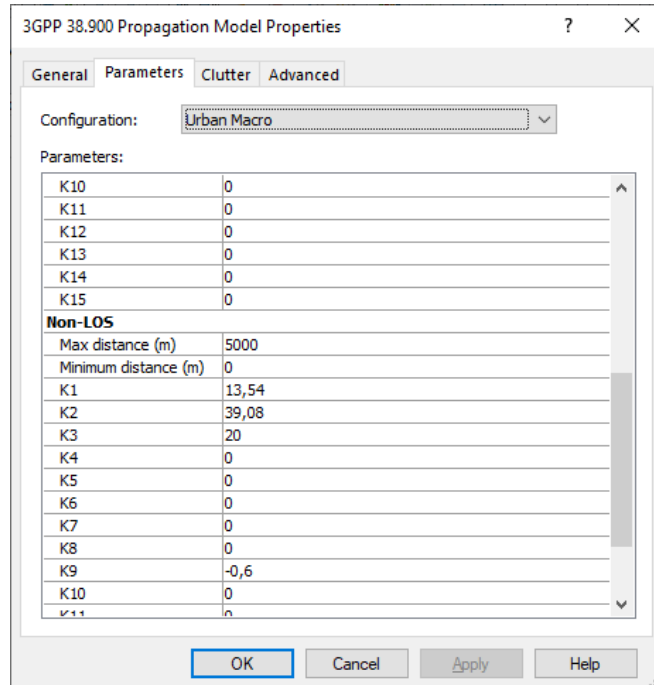 3GPP 38.900 Propagation Model Properties ? ×
General Parameters Clutter Advanced
Configuration: Urban Macro
Parameters:
K10 0
K11 0
K12 0
K13 0
K14 0
K15 0
Non-LOS
Max distance (m) 5000
Minimum distance (m) 0
K1 13,54
K2 39,08
K3 20
K4 0
K5 0
K6 0
K7 0
K8 0
K9 -0,6
K10 0
K11 0
OK Cancel Apply Help